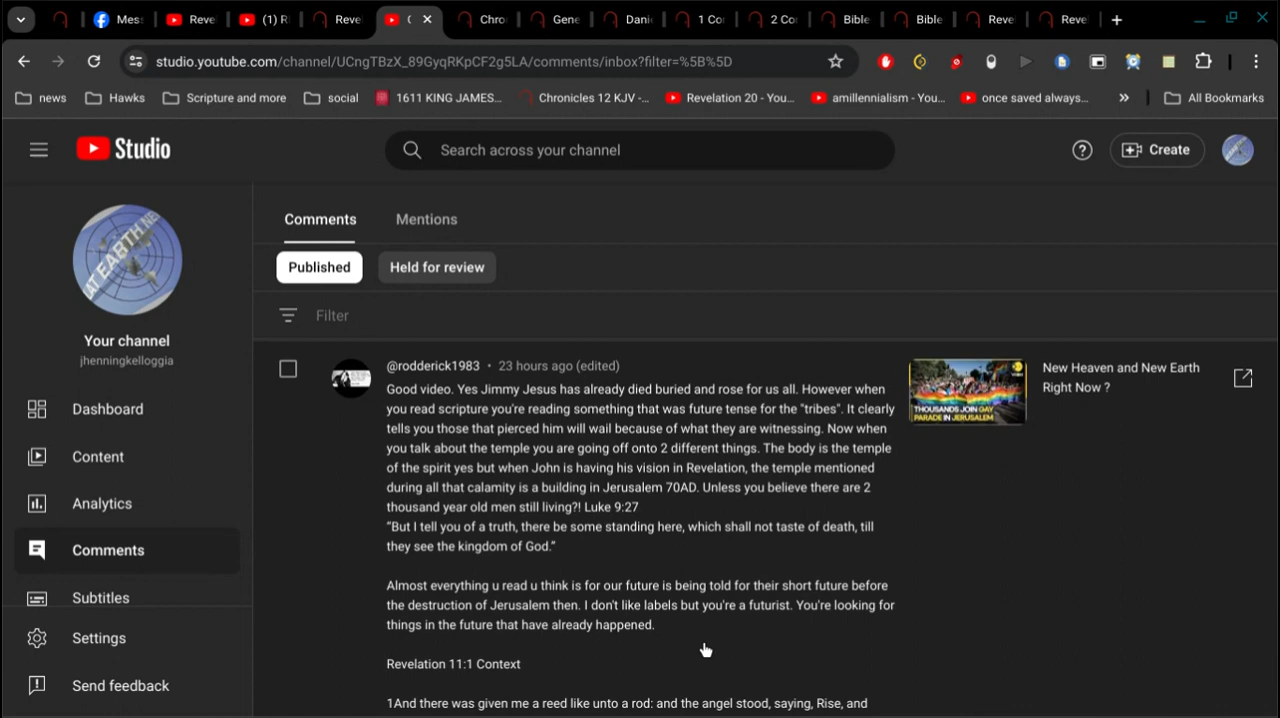 Mess
Reve
(1) R
Reve
(
Chro
Gene
Dani
1 Co
2 Co
Bible
Bible
Reve
Reve
studio.youtube.com/channel/UCngTBzX_89GyqRKpCF2g5LA/comments/inbox?filter=%5B%5D
news
Hawks
Scripture and more
social
1611 KING JAMES...
Chronicles 12 KJV -...
Revelation 20 - You...
amillennialism - You...
once saved always...
All Bookmarks
Studio
Search across your channel
Create
Comments
Mentions
Published
Held for review
AT EARTH NE
Filter
Your channel
jhenningkelloggia
Dashboard
Content
Analytics
Comments
Subtitles
Settings
Send feedback
@rodderick1983 • 23 hours ago (edited)
Good video. Yes Jimmy Jesus has already died buried and rose for us all. However when
you read scripture you're reading something that was future tense for the "tribes". It clearly
tells you those that pierced him will wail because of what they are witnessing. Now when
you talk about the temple you are going off onto 2 different things. The body is the temple
of the spirit yes but when John is having his vision in Revelation, the temple mentioned
during all that calamity is a building in Jerusalem 70AD. Unless you believe there are 2
thousand year old men still living?! Luke 9:27
“But I tell you of a truth, there be some standing here, which shall not taste of death, till
they see the kingdom of God.”
Almost everything u read u think is for our future is being told for their short future before
the destruction of Jerusalem then. I don't like labels but you're a futurist. You're looking for
things in the future that have already happened.
Revelation 11:1 Context
1And there was given me a reed like unto a rod: and the angel stood, saying, Rise, and
THOUSANDS JOIN GAY
PARADE IN JERUSALEM
New Heaven and New Earth
Right Now ?